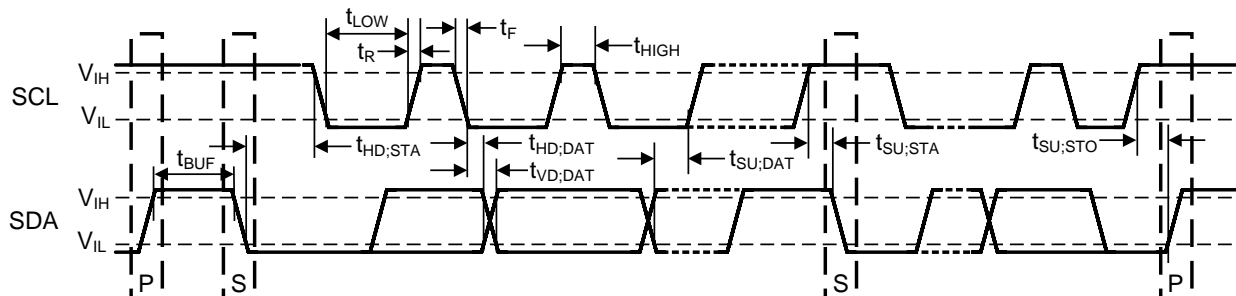 tLOW
tR
tF
tHIGH
VIH
SCL
VIL
tHD;STA
tHD;DAT
tSU;DAT
tSU;STA
tSU;STO
tBUF
tVD;DAT
VIH
SDA
VIL
P
S
S
P